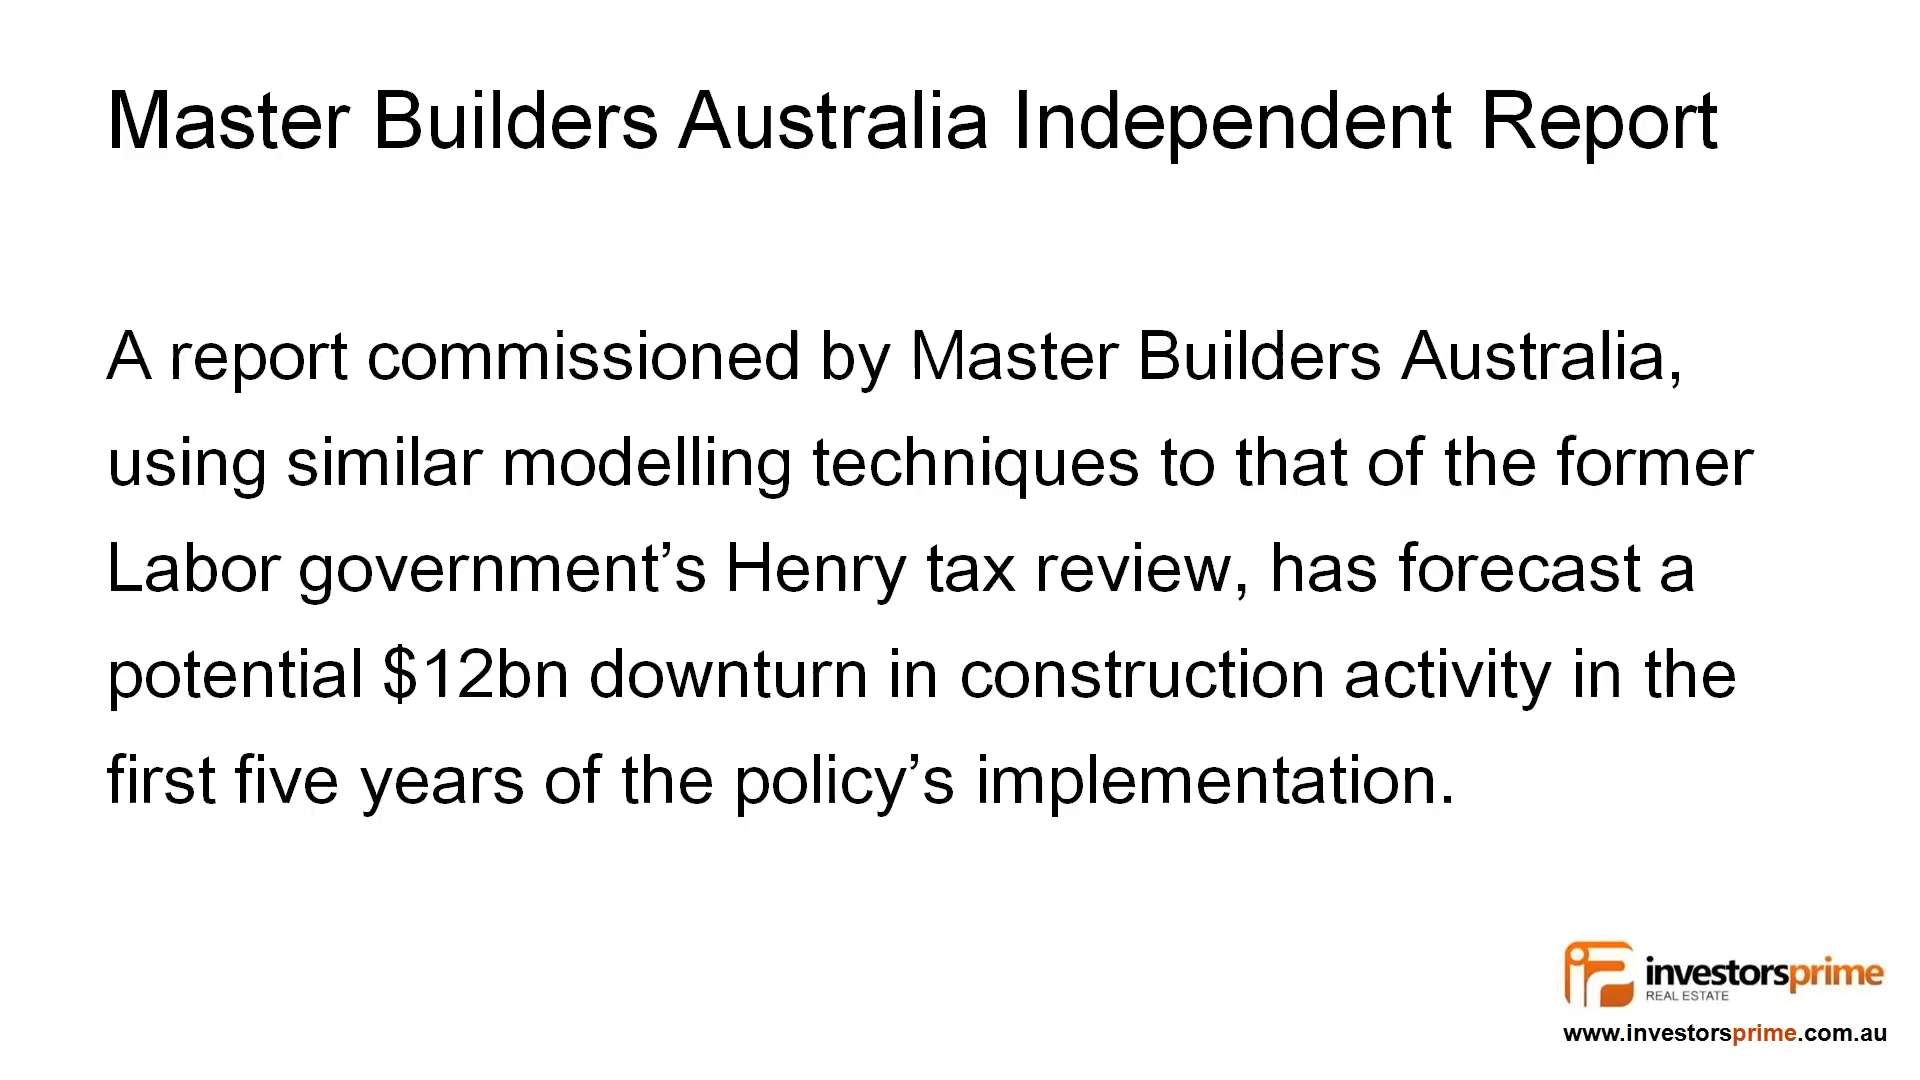 Master Builders Australia Independent Report
A report commissioned by Master Builders Australia,
using similar modelling techniques to that of the former
Labor government’s Henry tax review, has forecast a
potential $12bn downturn in construction activity in the
first five years of the policy’s implementation.
investorsprime
REAL ESTATE
www.investorsprime.com.au